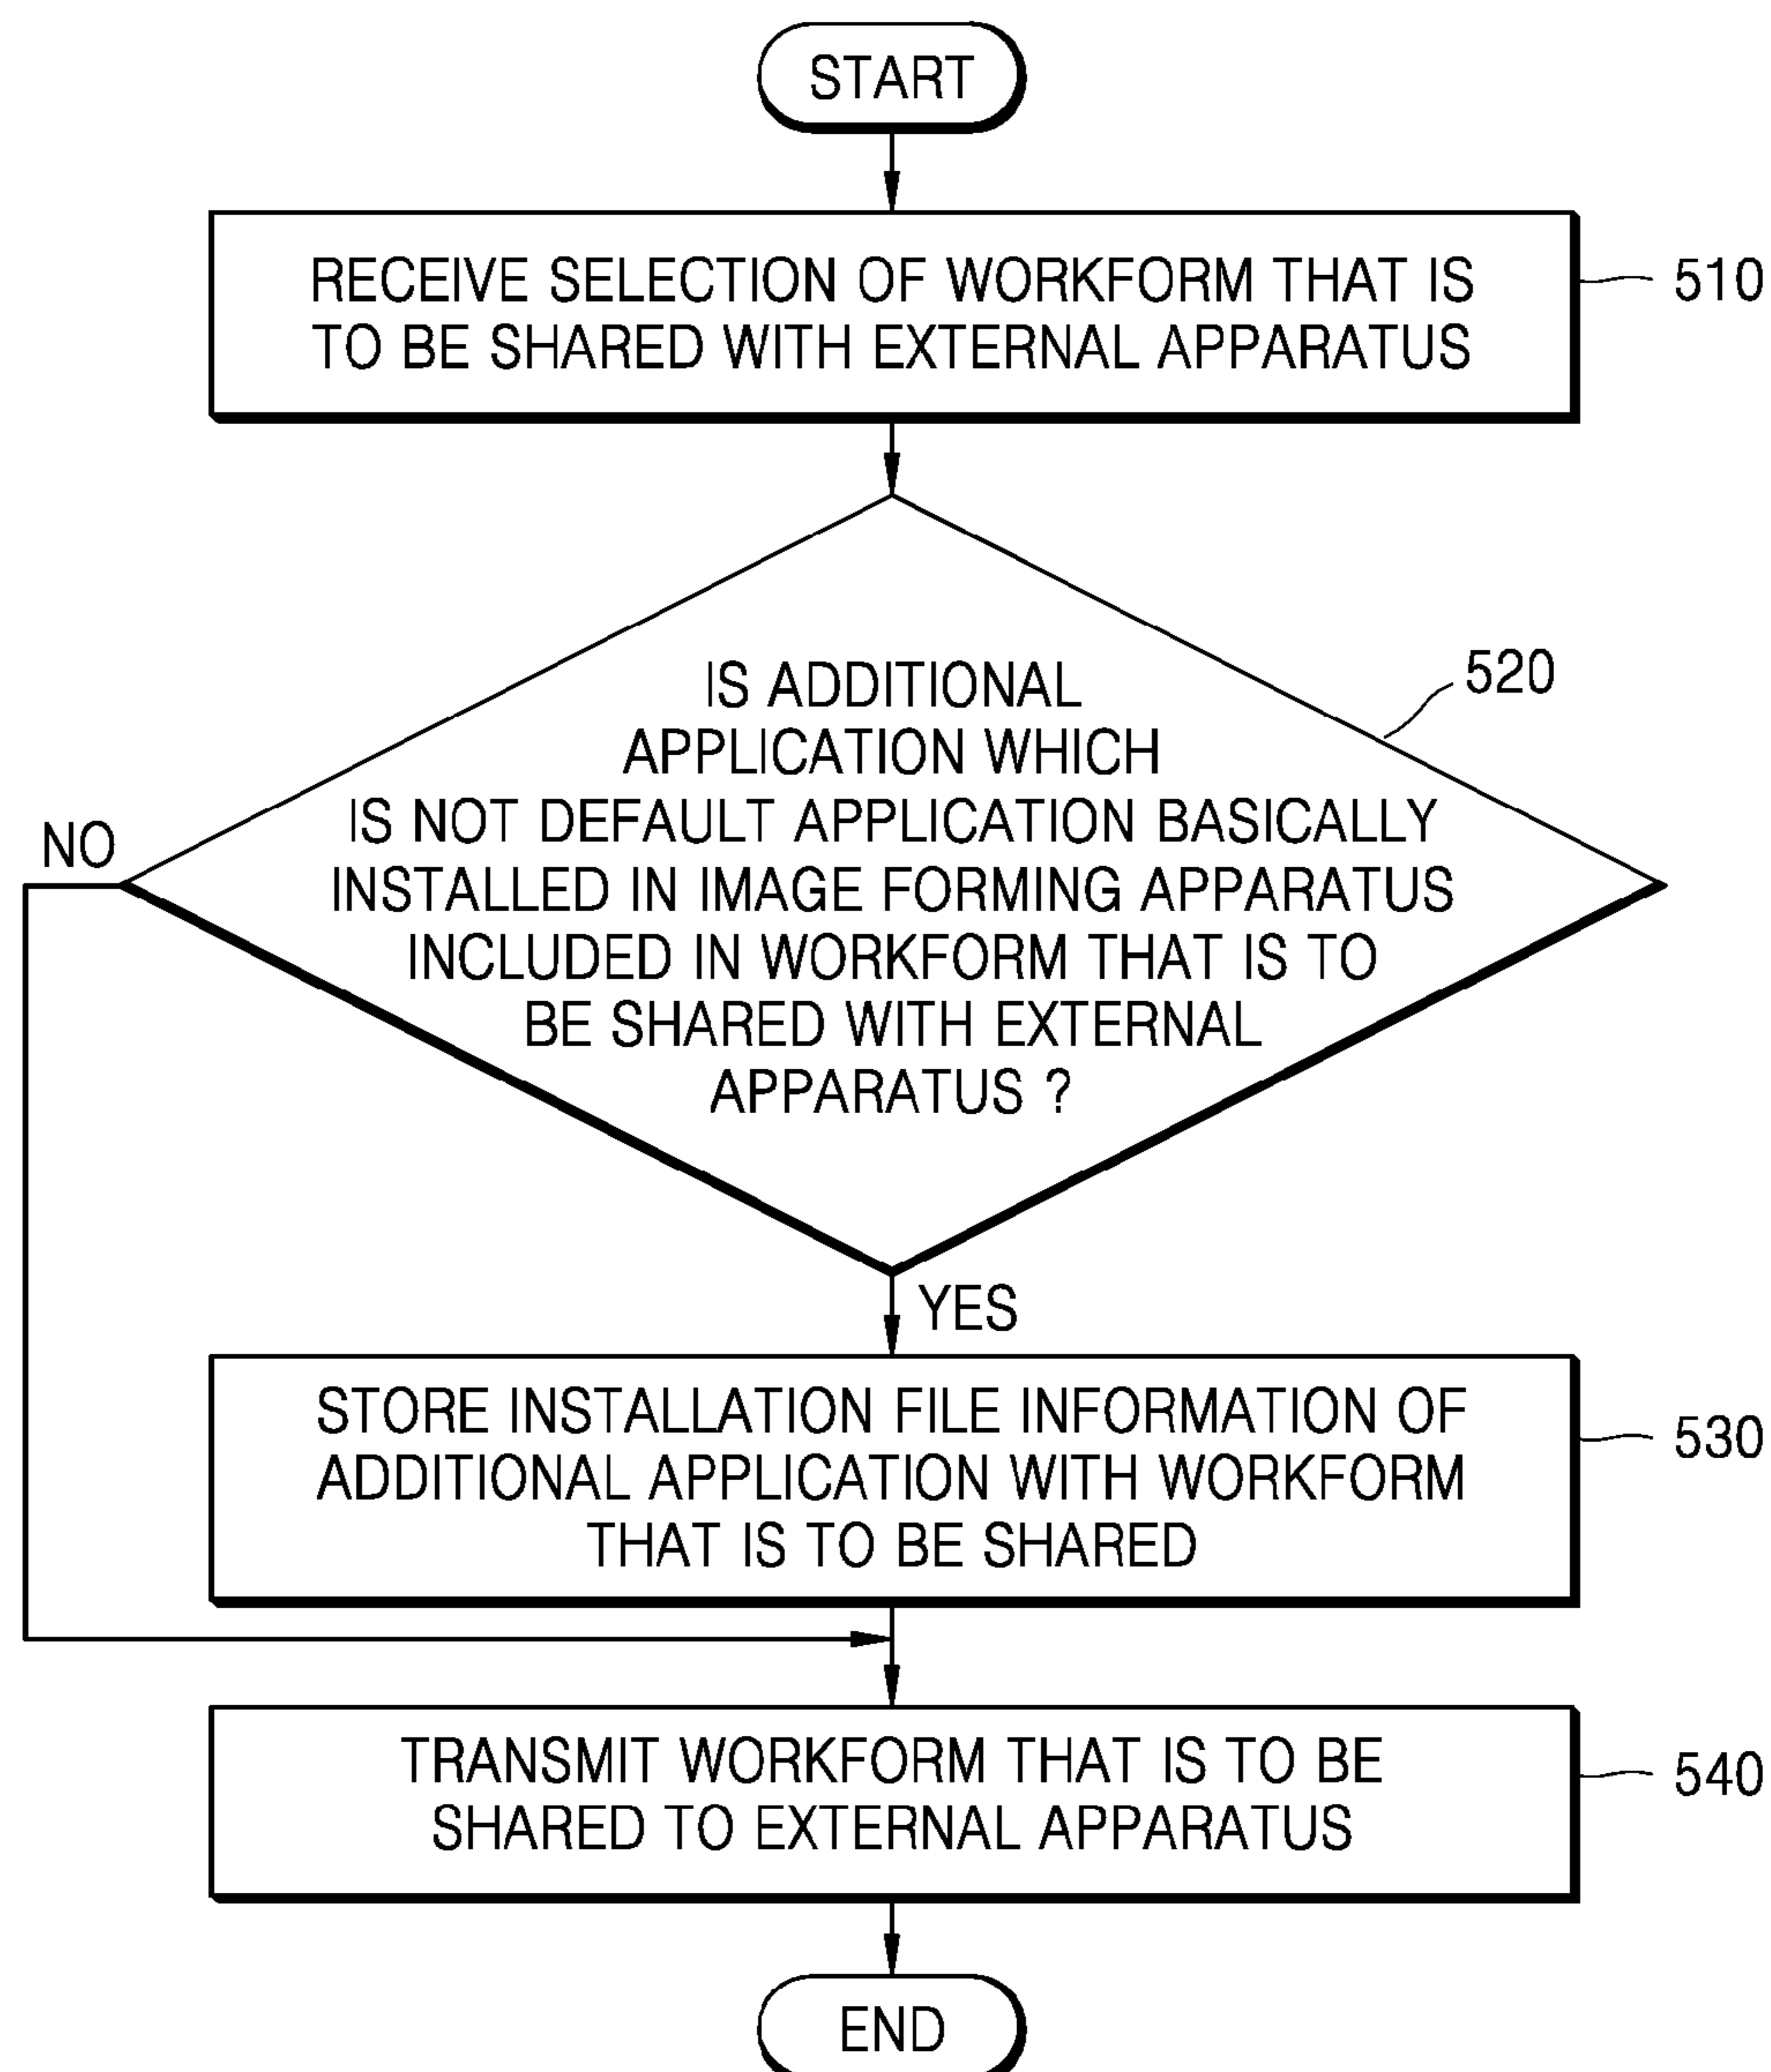 START
RECEIVE SELECTION OF WORKFORM THAT IS
TO BE SHARED WITH EXTERNAL APPARATUS
510
520
IS ADDITIONAL
APPLICATION WHICH
IS NOT DEFAULT APPLICATION BASICALLY
INSTALLED IN IMAGE FORMING APPARATUS
INCLUDED IN WORKFORM THAT IS TO
BE SHARED WITH EXTERNAL
APPARATUS ?
NO
YES
STORE INSTALLATION FILE INFORMATION OF
ADDITIONAL APPLICATION WITH WORKFORM
THAT IS TO BE SHARED
530
TRANSMIT WORKFORM THAT IS TO BE
SHARED TO EXTERNAL APPARATUS
540
END